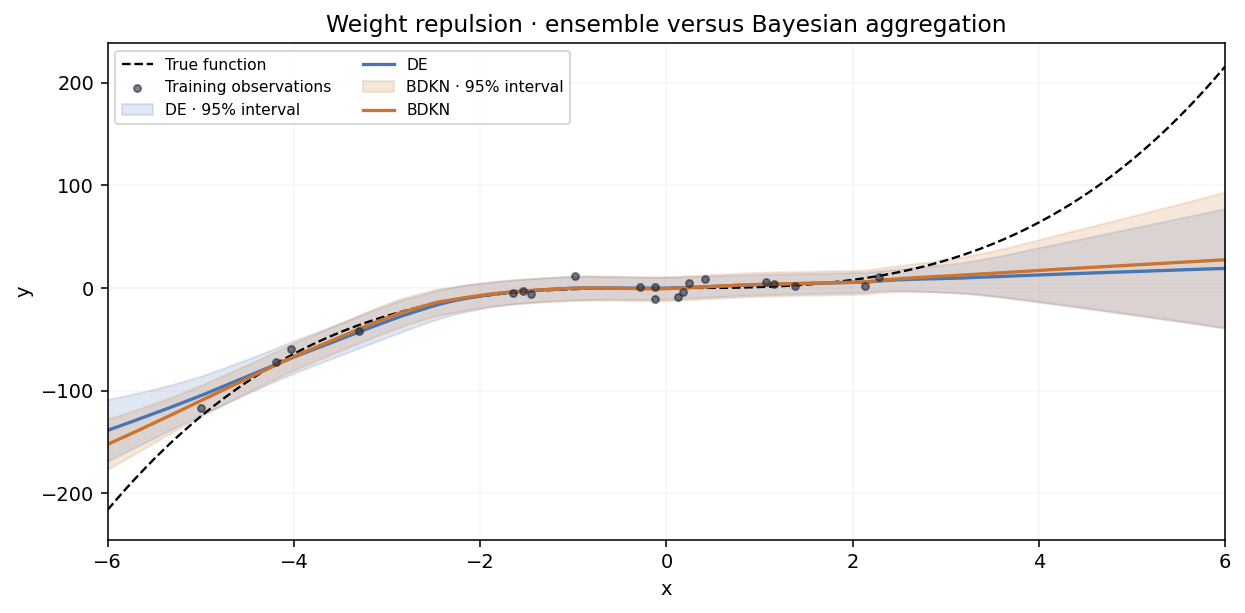 Weight repulsion · ensemble versus Bayesian aggregation
True function
Training observations
DE · 95% interval
DE
BDKN · 95% interval
BDKN
y
200
100
0
−100
−200
−6
−4
−2
0
2
4
6
x